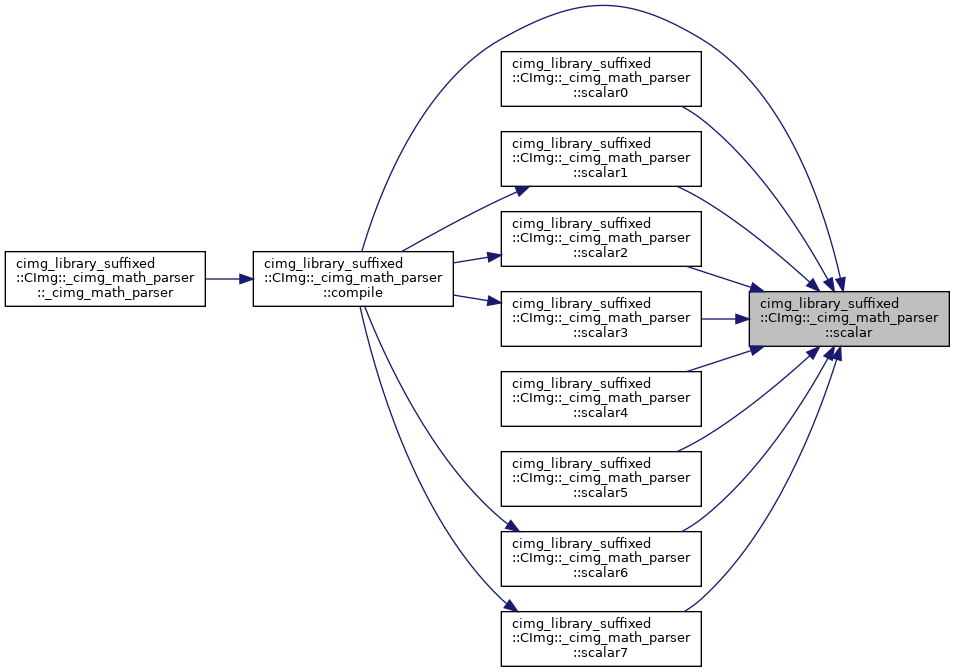 cimg_library_suffixed
::CImg::_cimg_math_parser
::scalar0
cimg_library_suffixed
::CImg::_cimg_math_parser
::scalar1
cimg_library_suffixed
::CImg::_cimg_math_parser
::scalar2
cimg_library_suffixed
::CImg::_cimg_math_parser
::_cimg_math_parser
cimg_library_suffixed
::CImg::_cimg_math_parser
::compile
cimg_library_suffixed
::CImg::_cimg_math_parser
::scalar3
cimg_library_suffixed
::CImg::_cimg_math_parser
::scalar
cimg_library_suffixed
::CImg::_cimg_math_parser
::scalar4
cimg_library_suffixed
::CImg::_cimg_math_parser
::scalar5
cimg_library_suffixed
::CImg::_cimg_math_parser
::scalar6
cimg_library_suffixed
::CImg::_cimg_math_parser
::scalar7